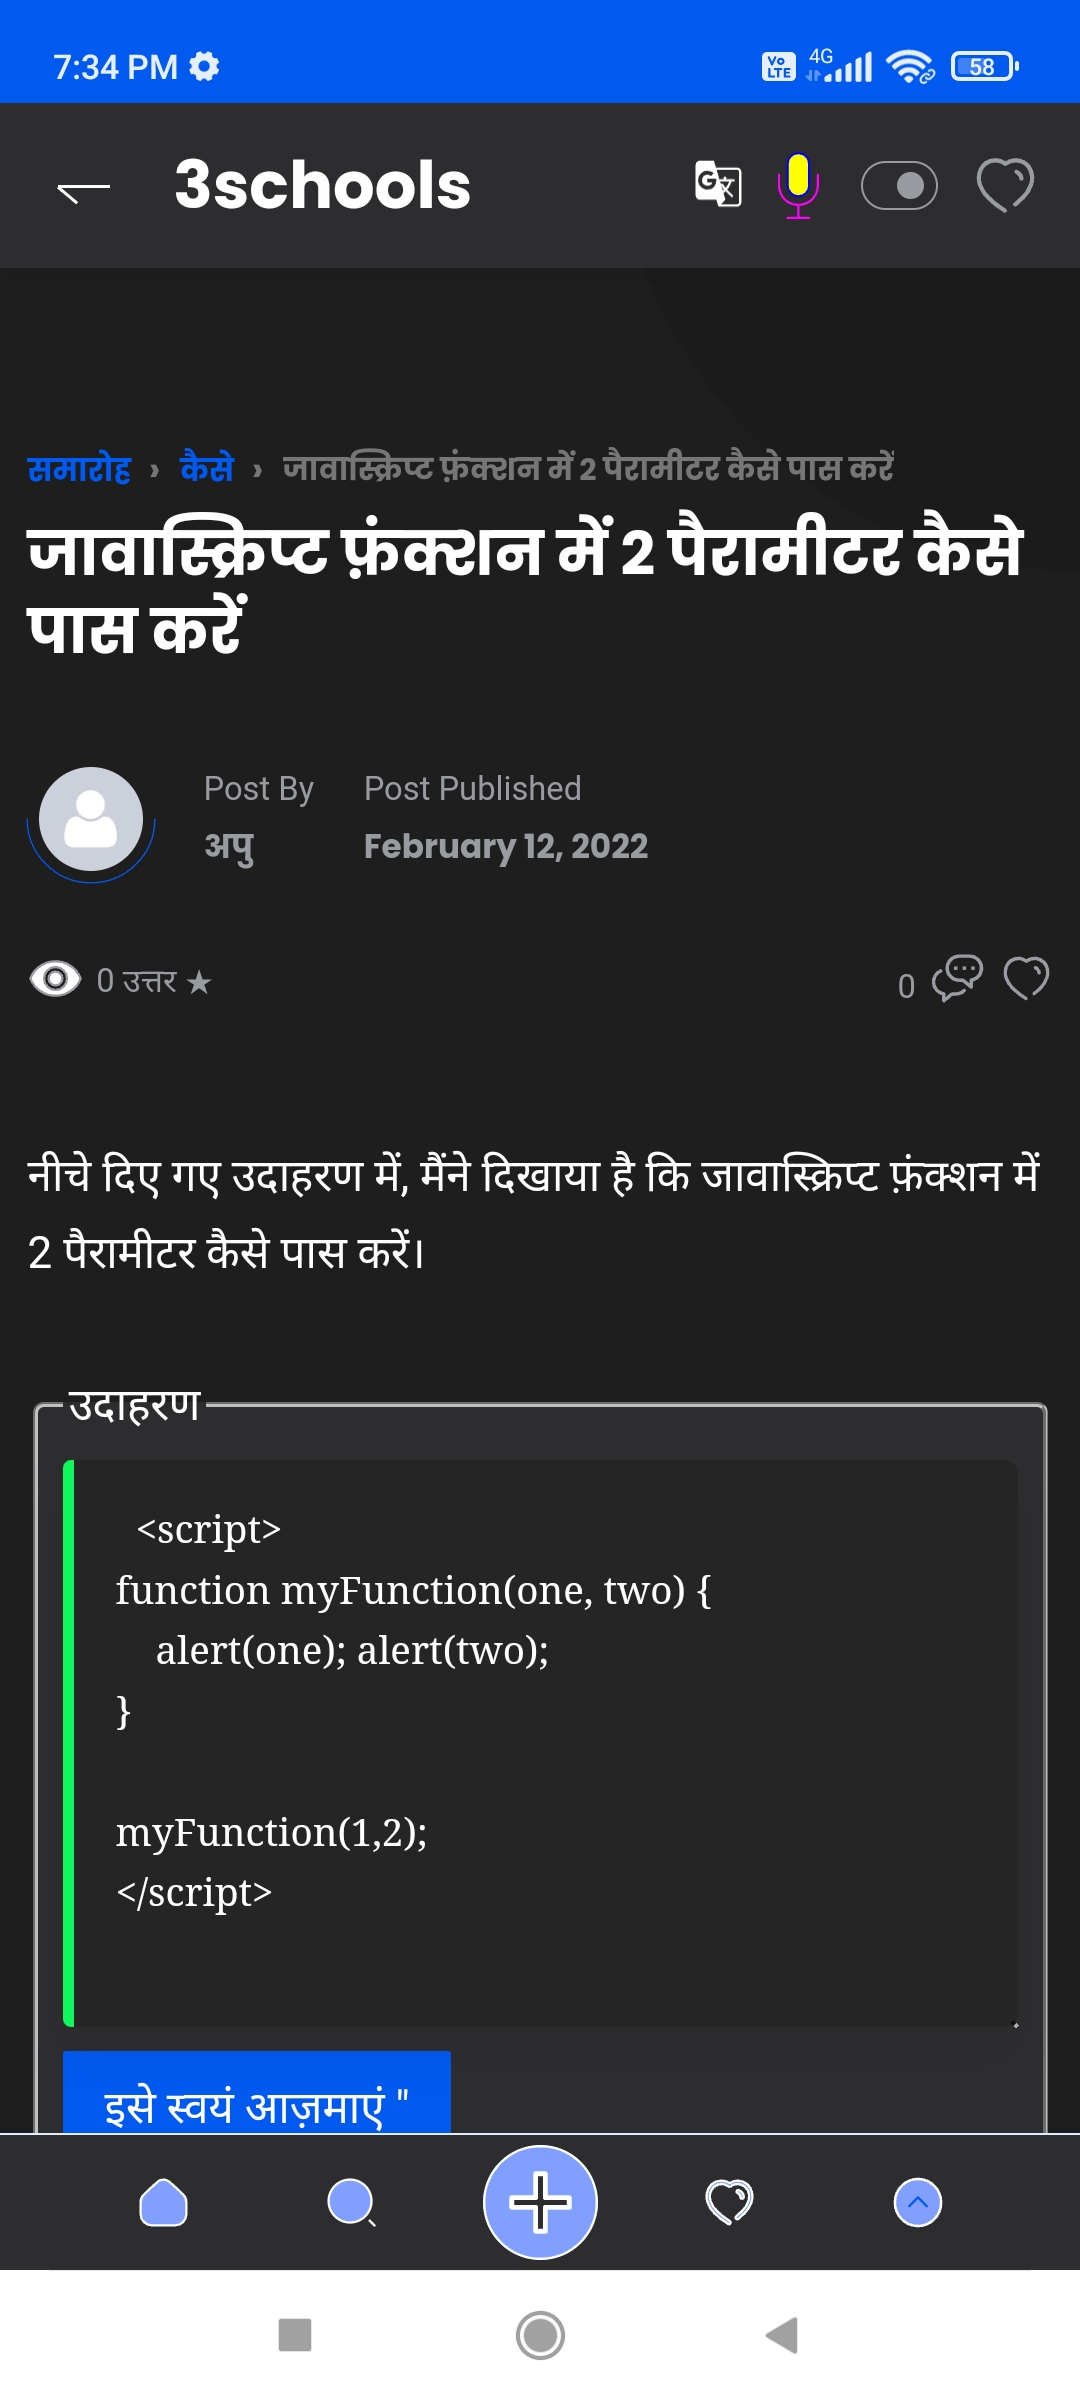 7:34 PM
Vo LTE 4G 58
3schools
समारोह › कैसे › जावास्क्रिप्ट फ़ंक्शन में 2 पैरामीटर कैसे पास करें
जावास्क्रिप्ट फ़ंक्शन में 2 पैरामीटर कैसे
पास करें
Post By Post Published
अपु February 12, 2022
0 उत्तर ★
0
नीचे दिए गए उदाहरण में, मैंने दिखाया है कि जावास्क्रिप्ट फ़ंक्शन में
2 पैरामीटर कैसे पास करें।
उदाहरण
<script>
function myFunction(one, two) {
alert(one); alert(two);
}
myFunction(1,2);
</script>
इसे स्वयं आज़माएं "